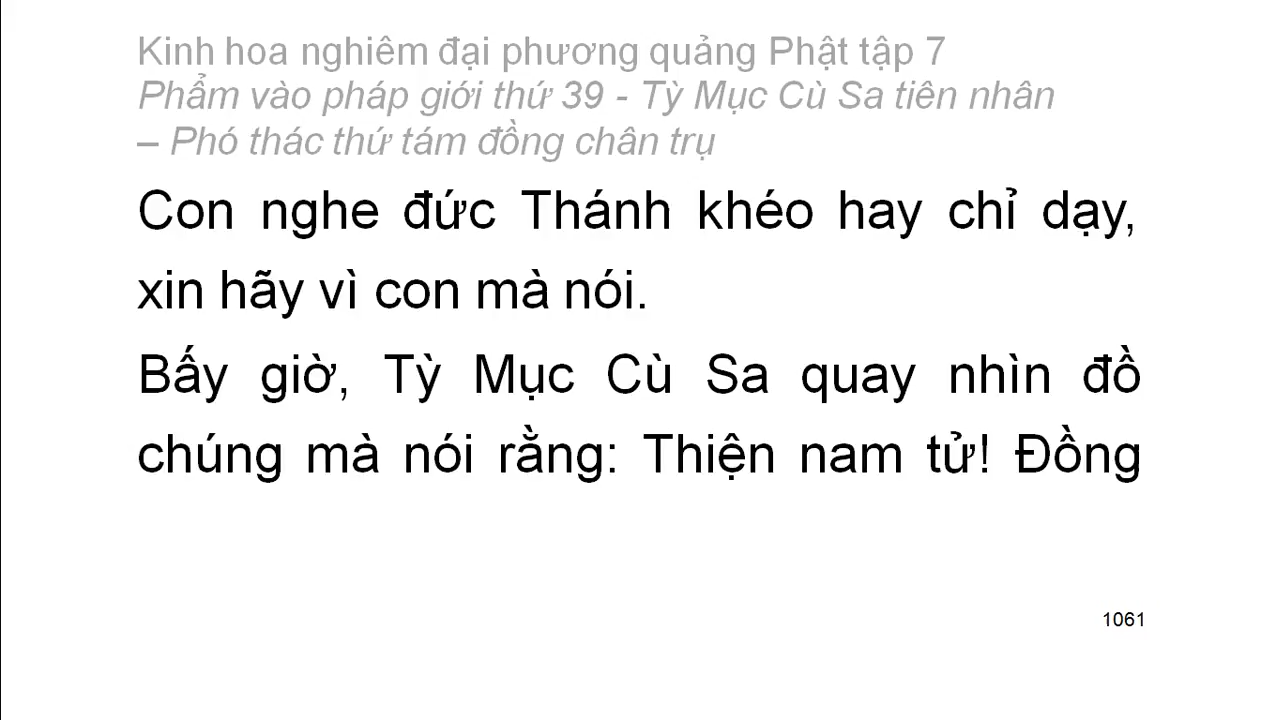 Kinh hoa nghiêm đại phương quảng Phật tập 7
Phẩm vào pháp giới thứ 39 - Tỳ Mục Cù Sa tiên nhân
– Phó thác thứ tám đồng chân trụ
Con nghe đức Thánh khéo hay chỉ dạy,
xin hãy vì con mà nói.
Bấy giờ, Tỳ Mục Cù Sa quay nhìn đồ
chúng mà nói rằng: Thiện nam tử! Đồng
1061